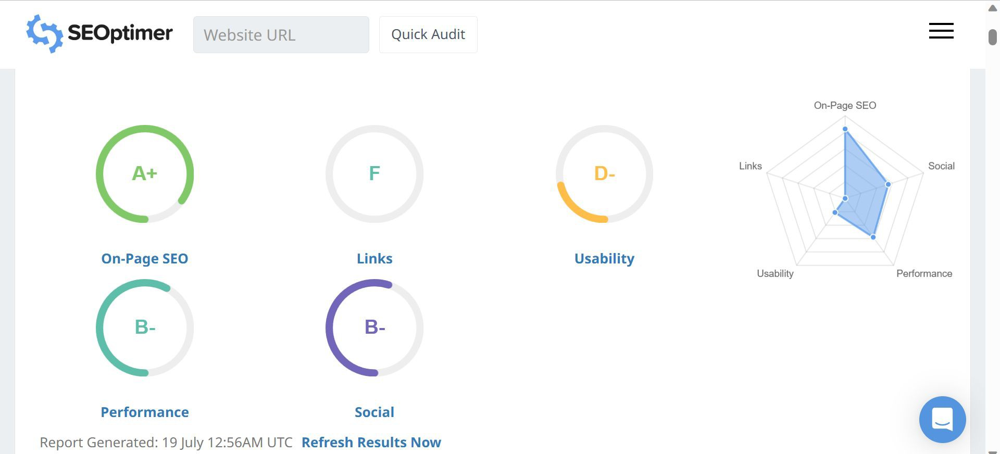 SEOptimer
Website URL
Quick Audit
A+
On-Page SEO
F
Links
D-
Usability
B-
Performance
B-
Social
On-Page SEO
Links
Social
Usability
Performance
Report Generated: 19 July 12:56AM UTC Refresh Results Now